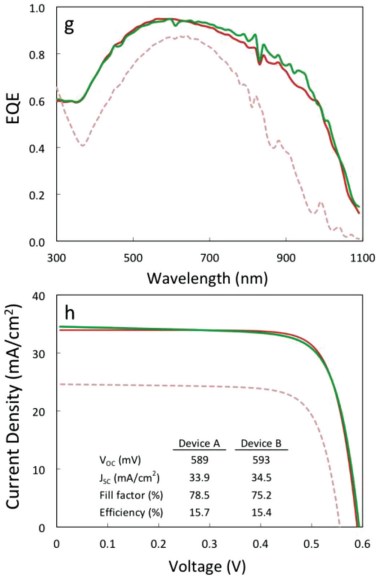 g
1.0
0.8
0.6
0.4
0.2
0.0
EQE
300 500 700 900 1100
Wavelength (nm)
h
40
30
20
10
0
Current Density (mA/cm²)
Device A Device B
V_OC (mV) 589 593
J_SC (mA/cm²) 33.9 34.5
Fill factor (%) 78.5 75.2
Efficiency (%) 15.7 15.4
0 0.1 0.2 0.3 0.4 0.5 0.6
Voltage (V)